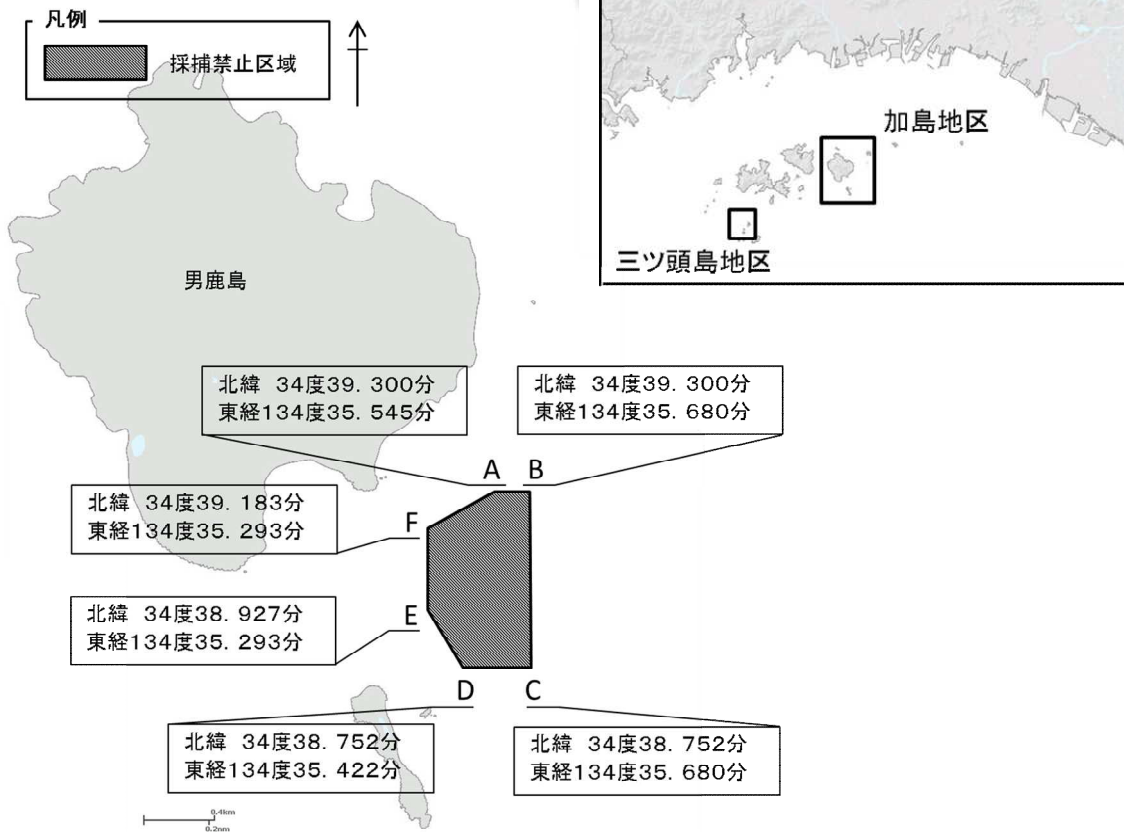 凡例
採捕禁止区域
加島地区
三ツ頭島地区
男鹿島
北緯 34度39. 300分
東経134度35. 545分
北緯 34度39. 300分
東経134度35. 680分
A B
北緯 34度39. 183分
東経134度35. 293分
F
北緯 34度38. 927分
東経134度35. 293分
E
D C
北緯 34度38. 752分
東経134度35. 422分
北緯 34度38. 752分
東経134度35. 680分
0.4km
0.2nm